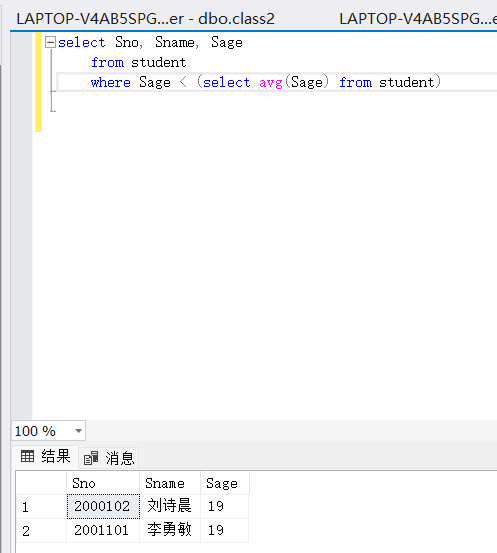 LAPTOP-V4AB5SPG...er - dbo.class2 LAPTOP-V4AB5SPG...e
select Sno, Sname, Sage
from student
where Sage < (select avg(Sage) from student)
100 %
结果 消息
Sno Sname Sage
1 2000102 刘诗晨 19
2 2001101 李勇敏 19